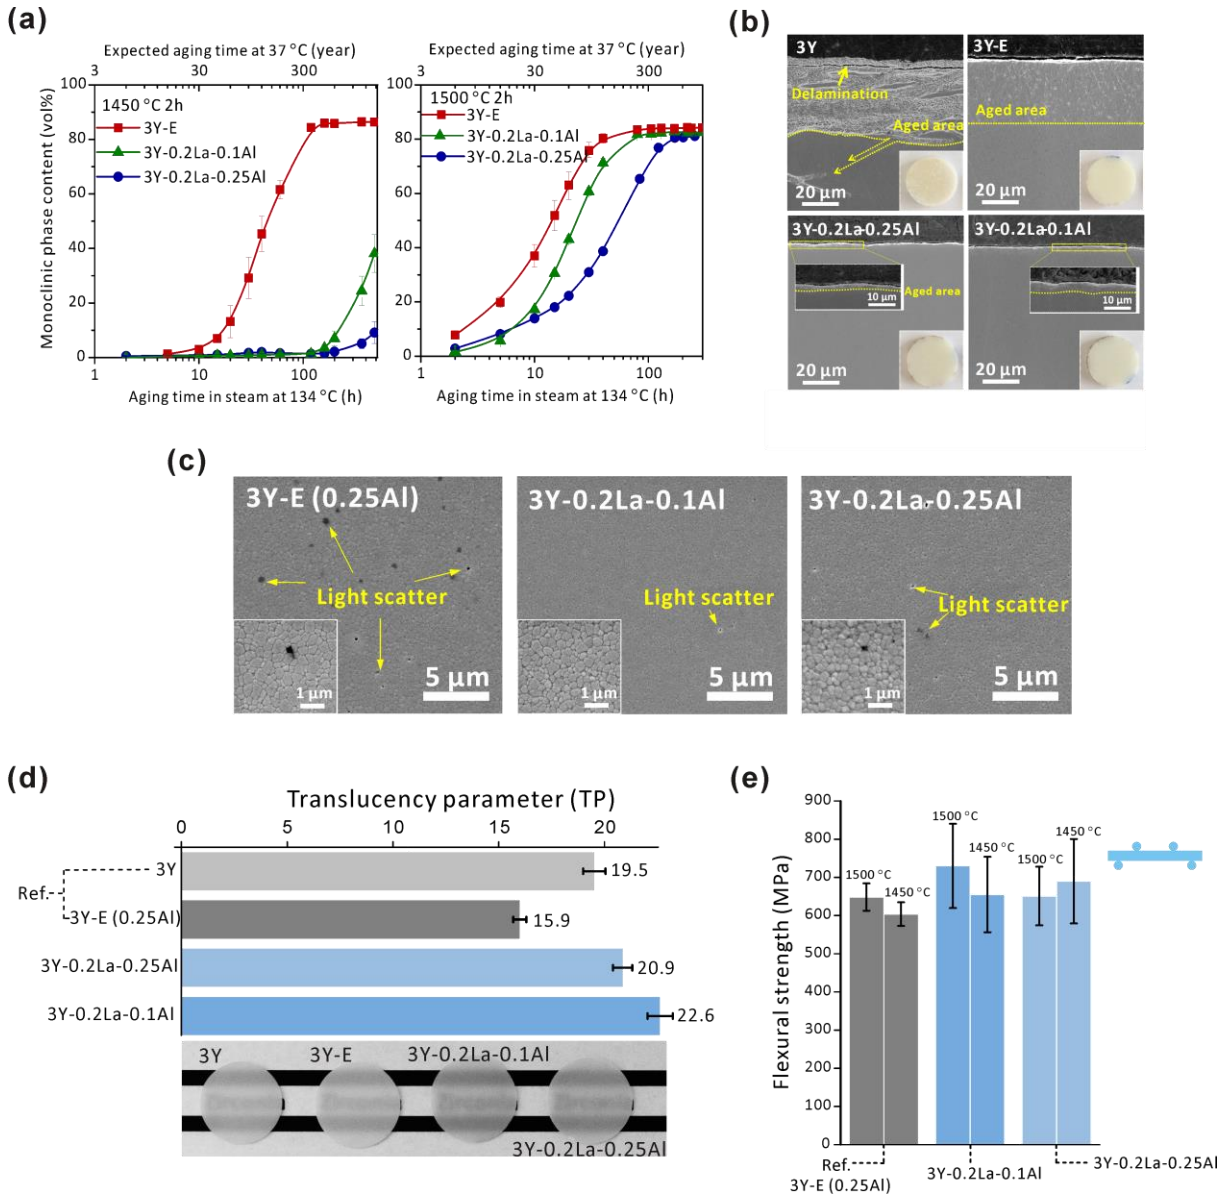 (a)
Expected aging time at 37 °C (year)
3 30 300
Monoclinic phase content (vol%)
100
80
60
40
20
0
1450 °C 2h
3Y-E
3Y-0.2La-0.1Al
3Y-0.2La-0.25Al
1 10 100
Aging time in steam at 134 °C (h)
Expected aging time at 37 °C (year)
3 30 300
100
80
60
40
20
0
1500 °C 2h
3Y-E
3Y-0.2La-0.1Al
3Y-0.2La-0.25Al
1 10 100
Aging time in steam at 134 °C (h)
(b)
3Y
Delamination
Aged area
20 μm
3Y-E
Aged area
20 μm
3Y-0.2La-0.25Al
10 μm
Aged area
20 μm
3Y-0.2La-0.1Al
10 μm
20 μm
(c)
3Y-E (0.25Al)
Light scatter
1 μm
5 μm
3Y-0.2La-0.1Al
Light scatter
1 μm
5 μm
3Y-0.2La-0.25Al
Light scatter
1 μm
5 μm
(d)
Translucency parameter (TP)
0 5 10 15 20
Ref.
3Y
19.5
3Y-E (0.25Al)
15.9
3Y-0.2La-0.25Al
20.9
3Y-0.2La-0.1Al
22.6
3Y 3Y-E 3Y-0.2La-0.1Al
3Y-0.2La-0.25Al
(e)
Flexural strength (MPa)
900
800
700
600
500
400
300
200
100
0
1500 °C
1450 °C
1500 °C
1450 °C
1500 °C
1450 °C
Ref.
3Y-E (0.25Al)
3Y-0.2La-0.1Al
3Y-0.2La-0.25Al